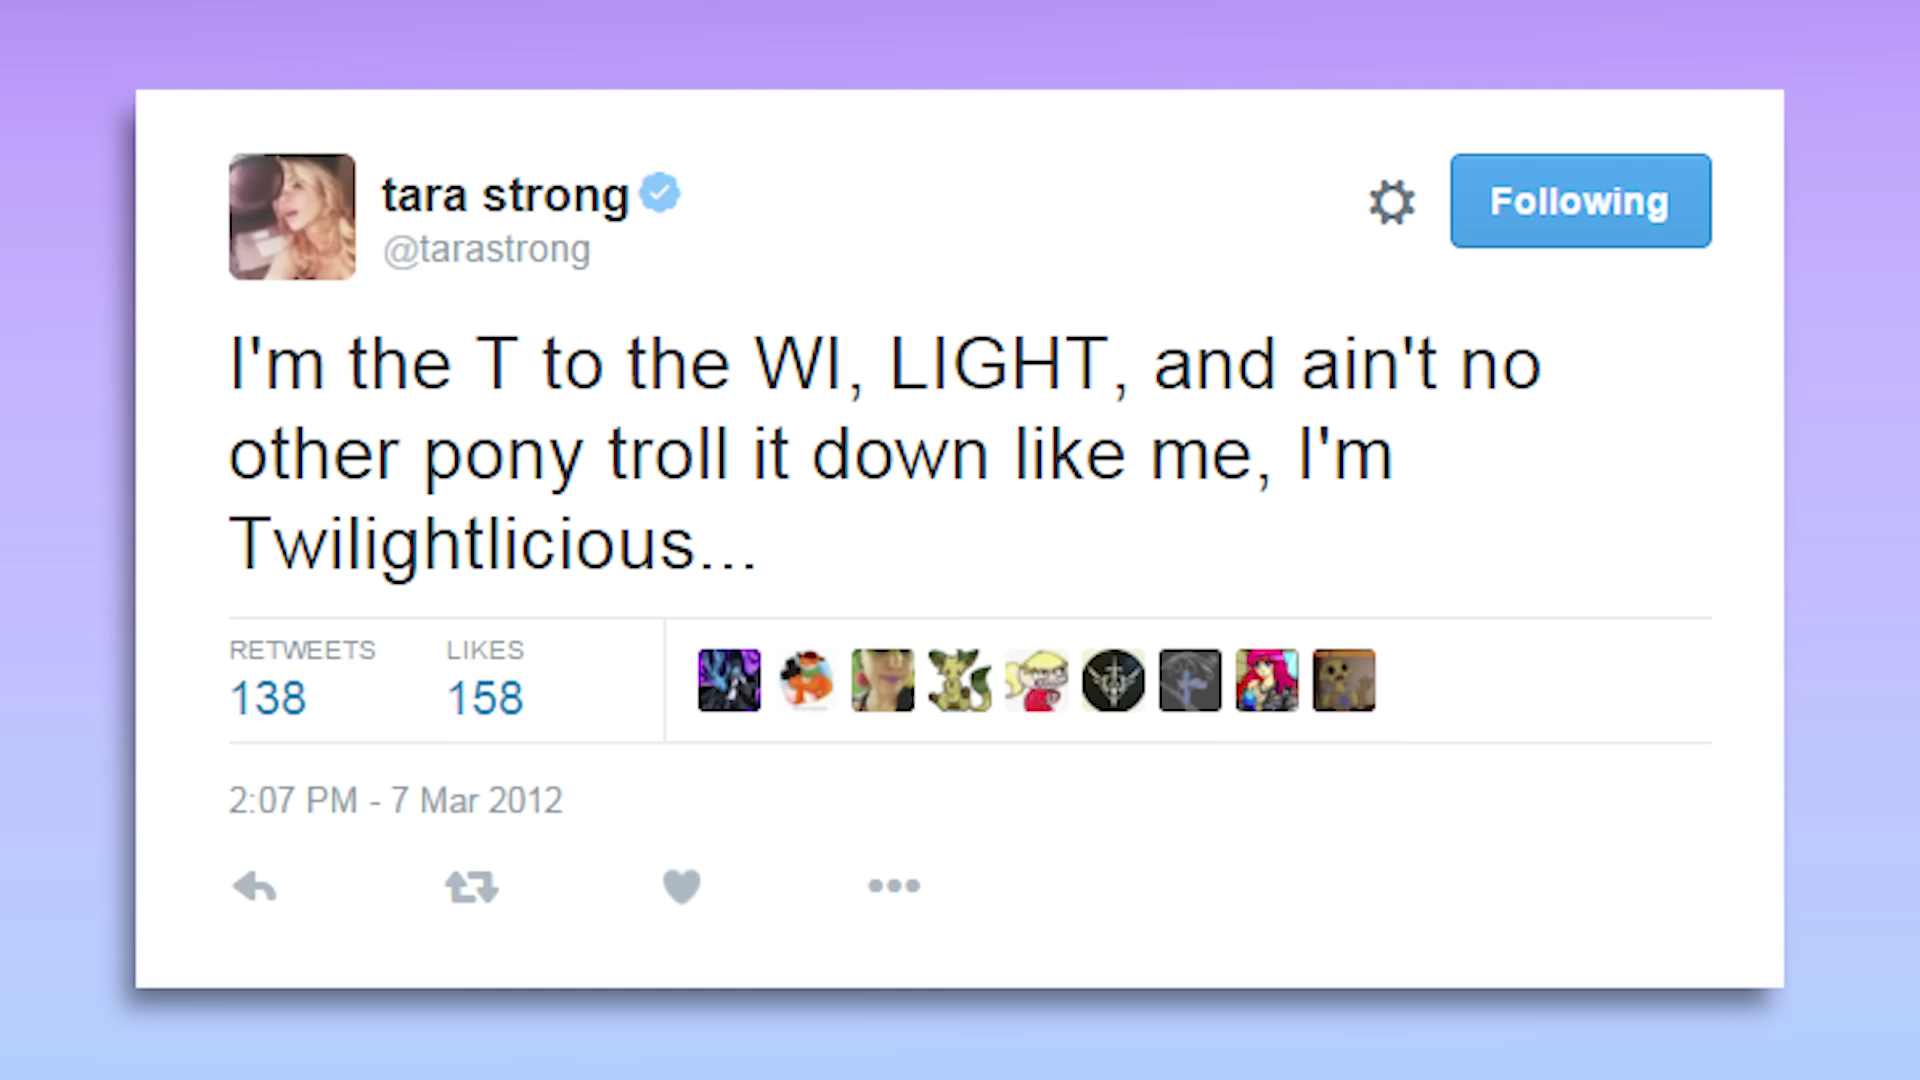 tara strong
@tarastrong
Following
I'm the T to the WI, LIGHT, and ain't no
other pony troll it down like me, I'm
Twilightlicious...
RETWEETS LIKES
138 158
2:07 PM - 7 Mar 2012